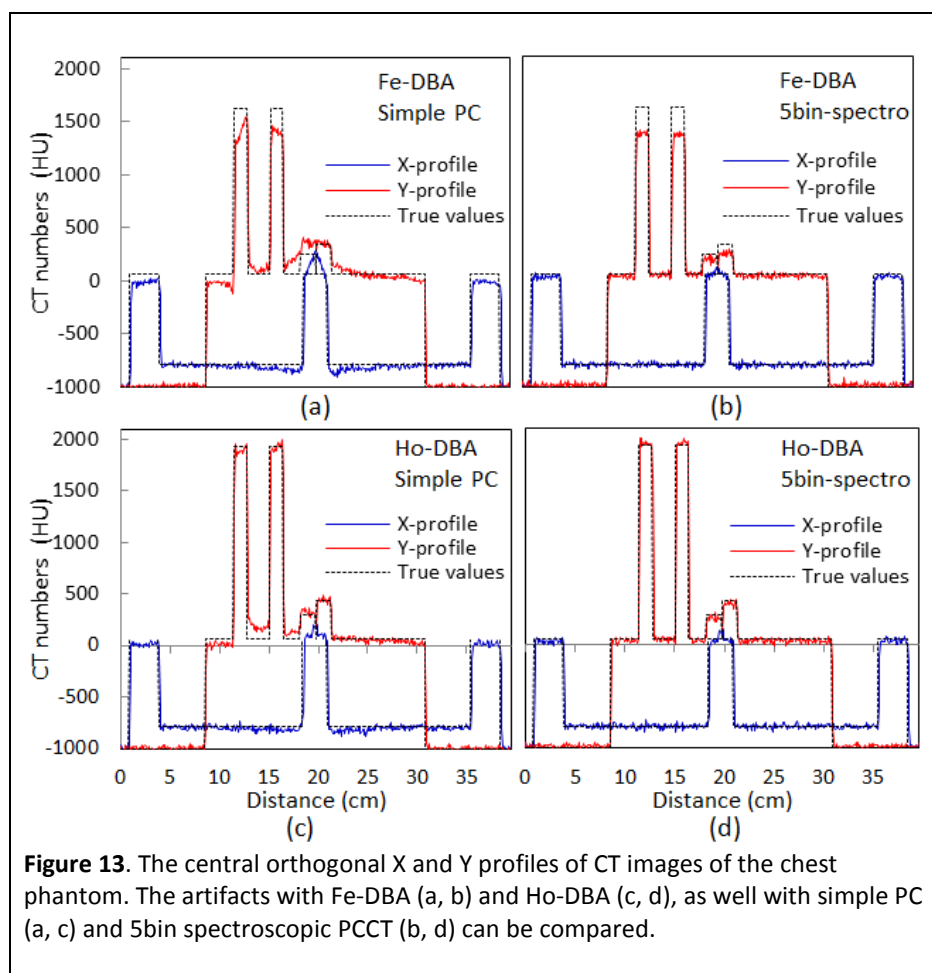 2000
1500
1000
500
0
-500
-1000
CT numbers (HU)
Fe-DBA
Simple PC
X-profile
Y-profile
True values
(a)
Fe-DBA
5bin-spectro
X-profile
Y-profile
True values
(b)
2000
1500
1000
500
0
-500
-1000
CT numbers (HU)
Ho-DBA
Simple PC
X-profile
Y-profile
True values
0 5 10 15 20 25 30 35
Distance (cm)
(c)
Ho-DBA
5bin-spectro
X-profile
Y-profile
True values
0 5 10 15 20 25 30 35
Distance (cm)
(d)
Figure 13. The central orthogonal X and Y profiles of CT images of the chest
phantom. The artifacts with Fe-DBA (a, b) and Ho-DBA (c, d), as well with simple PC
(a, c) and 5bin spectroscopic PCCT (b, d) can be compared.